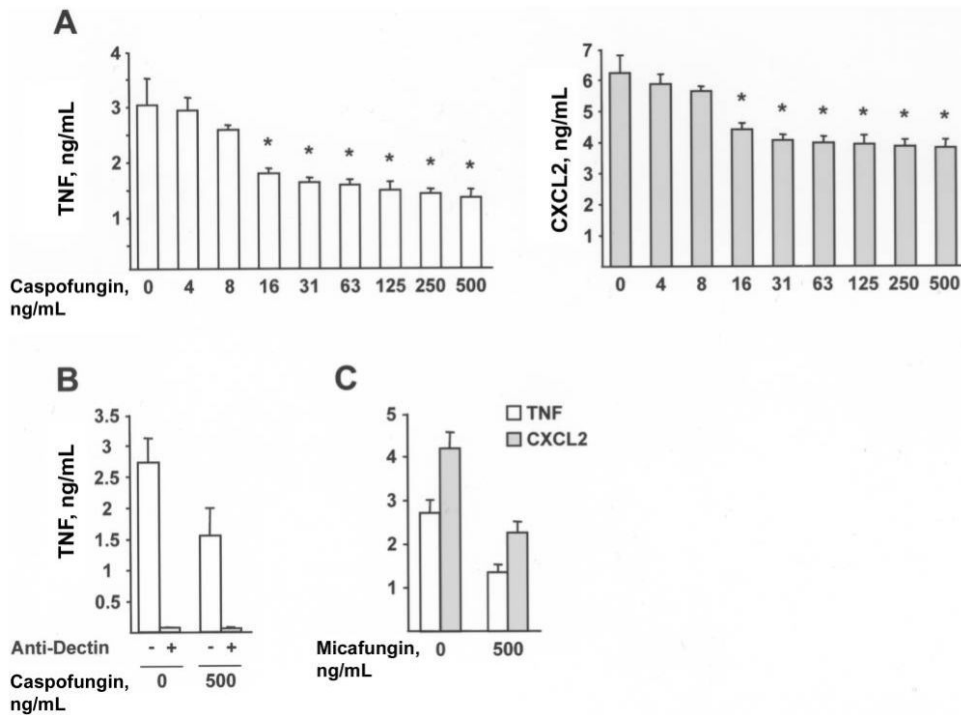 A
TNF, ng/mL
4
3
2
1
* * * * * *
Caspofungin, ng/mL
0 4 8 16 31 63 125 250 500
CXCL2, ng/mL
7
6
5
4
3
2
1
* * * * * *
0 4 8 16 31 63 125 250 500
B
TNF, ng/mL
3.5
3
2.5
2
1.5
1
0.5
Anti-Dectin - + - +
Caspofungin, ng/mL
0 500
C
5
4
3
2
1
TNF
CXCL2
Micafungin, ng/mL
0 500